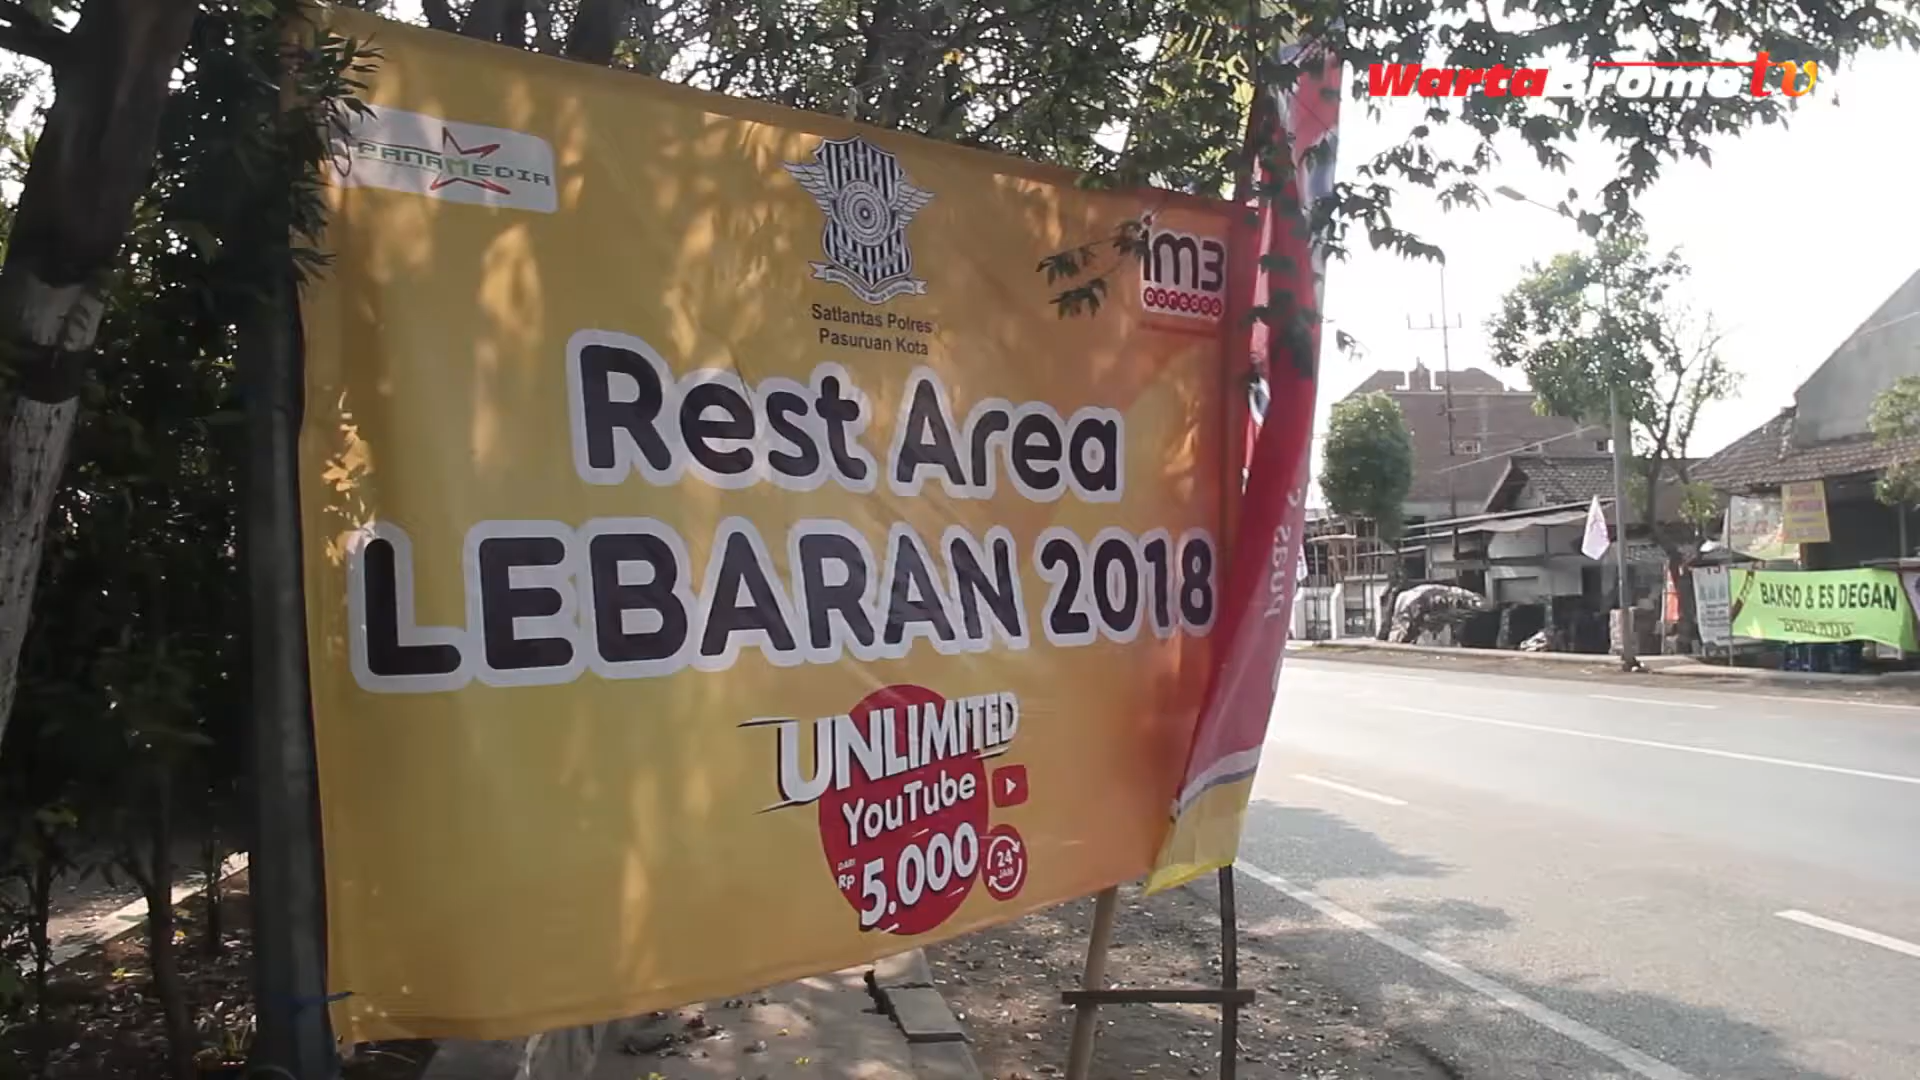 WartaBromo tv
PANAMEDIA
im3
ooredoo
Satlantas Polres
Pasuruan Kota
Rest Area
LEBARAN 2018
UNLIMITED
YouTube
DARI
Rp 5.000
24
JAM
puas
BAKSO & ES DEGAN